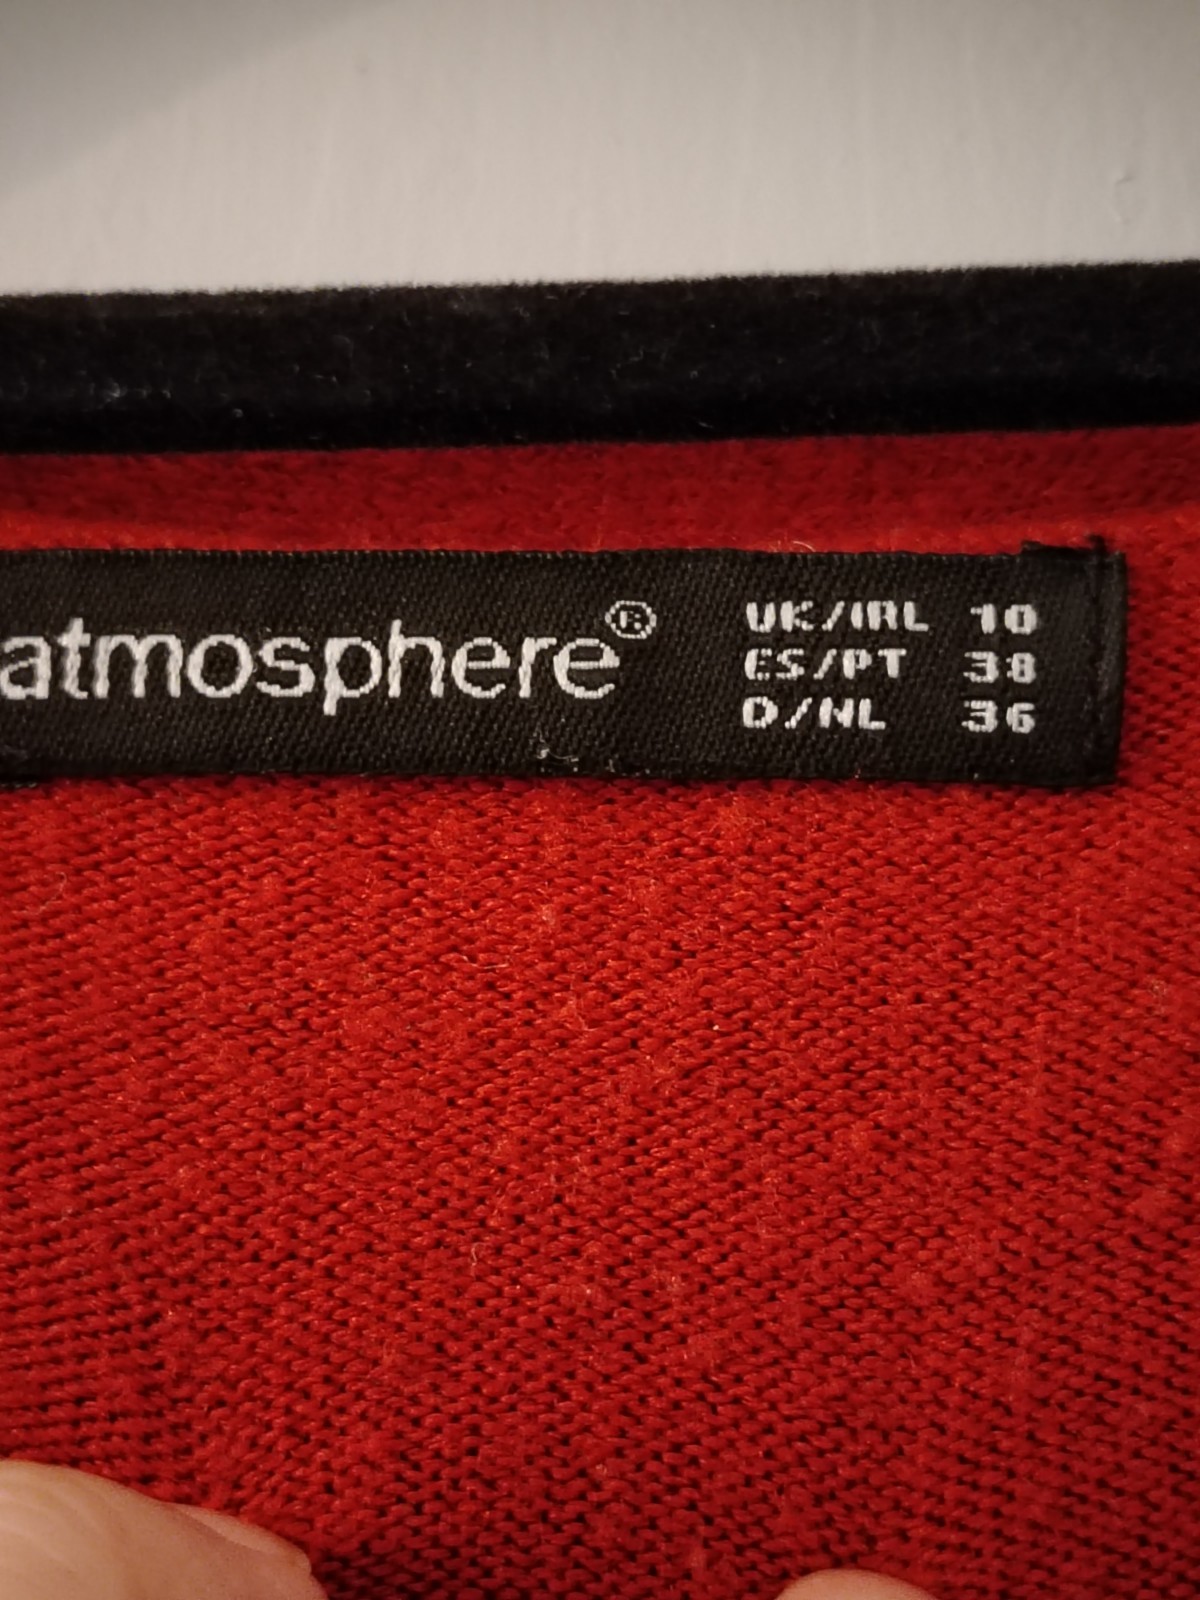 atmosphere®
UK/IRL 10
ES/PT 38
D/NL 36